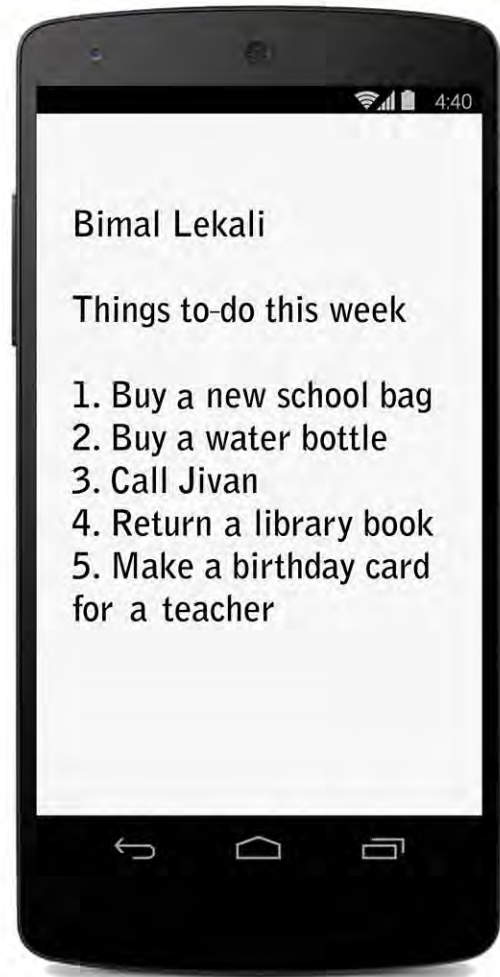 4:40
Bimal Lekali
Things to-do this week
1. Buy a new school bag
2. Buy a water bottle
3. Call Jivan
4. Return a library book
5. Make a birthday card
for a teacher